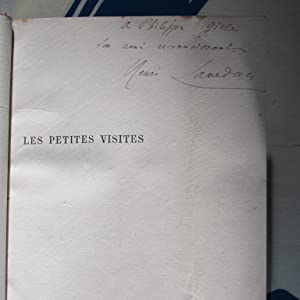 à Philippe Gille
Son ami reconnaissant
Henri Lavedan
LES PETITES VISITES